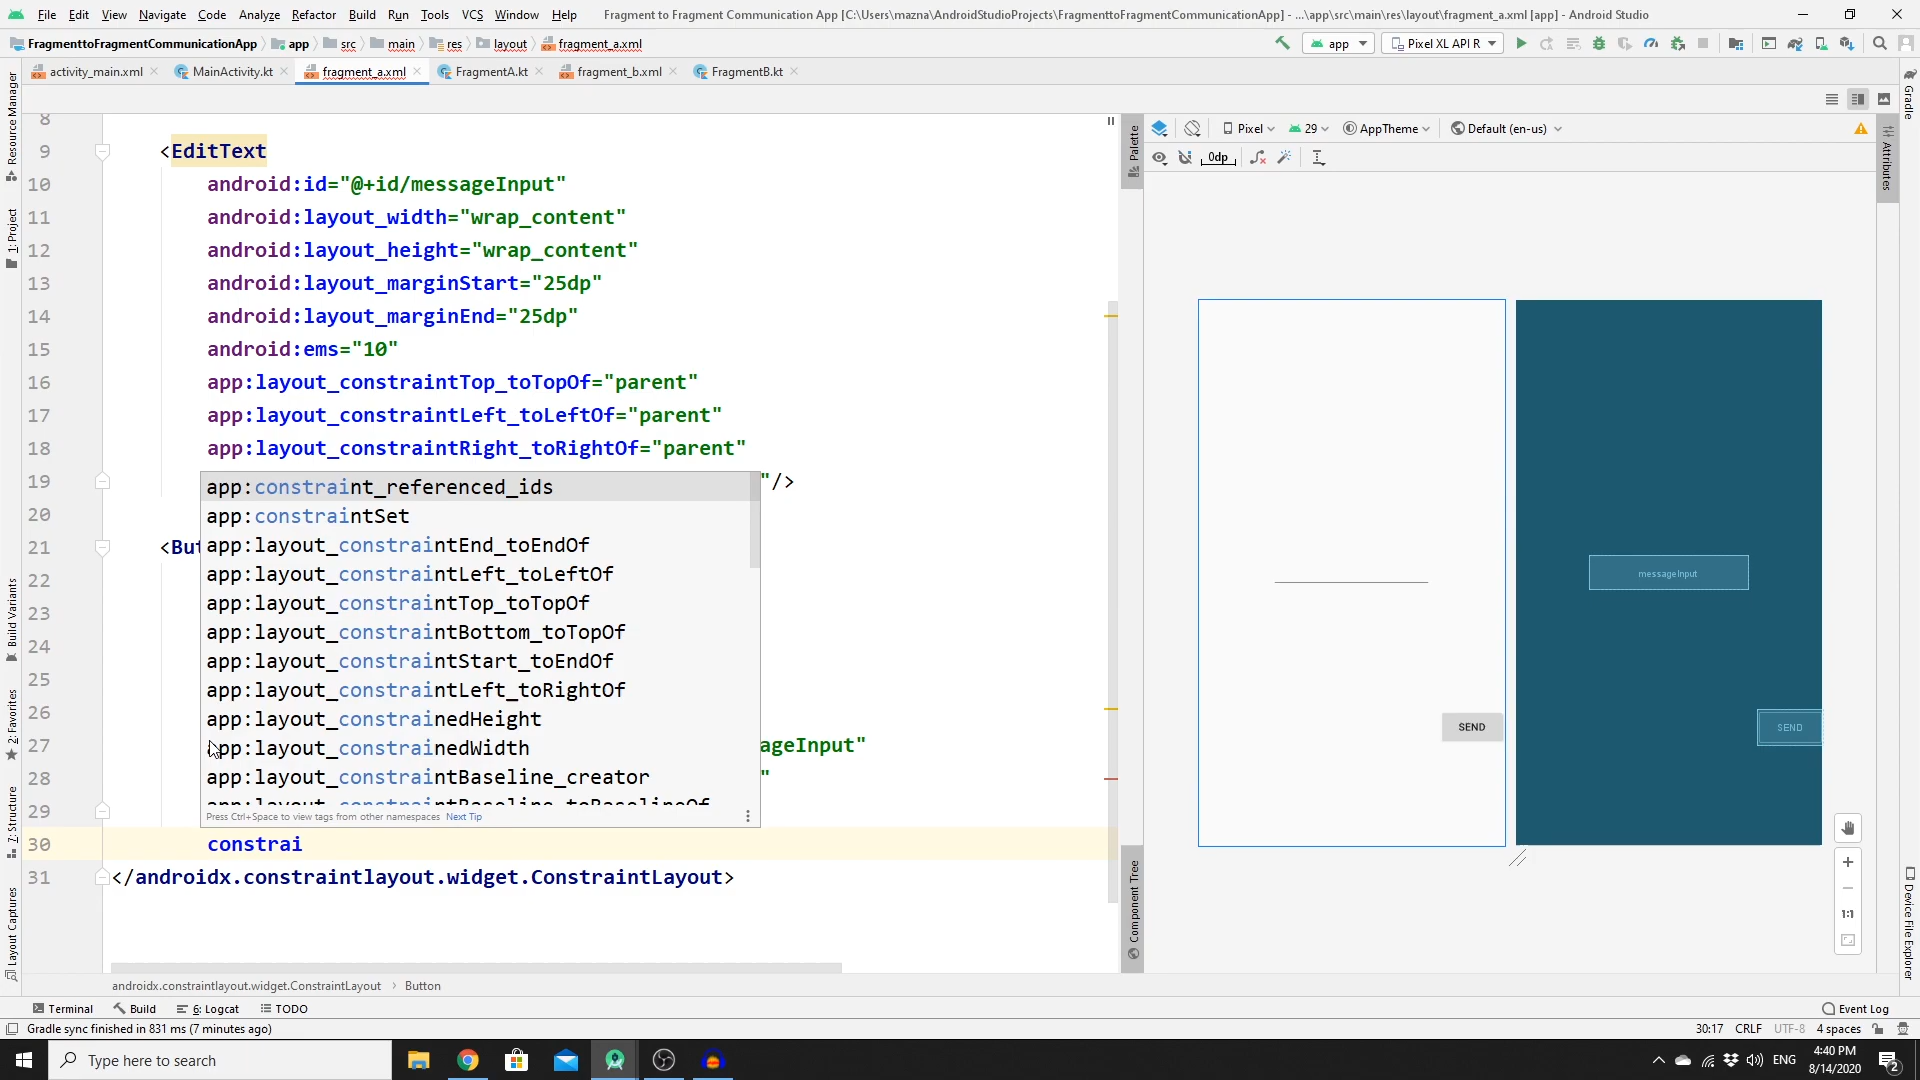 File Edit View Navigate Code Analyze Refactor Build Run Tools VCS Window Help Fragment to Fragment Communication App [C:\Users\mazna\AndroidStudioProjects\FragmenttoFragmentCommunicationApp] - ...\app\src\main\res\layout\fragment_a.xml [app] - Android Studio
FragmenttoFragmentCommunicationApp app src main res layout fragment_a.xml app Pixel XL API R
activity_main.xml MainActivity.kt fragment_a.xml FragmentA.kt fragment_b.xml FragmentB.kt
Resource Manager
1: Project
Build Variants
2: Favorites
7: Structure
Layout Captures
8
9 <EditText
10 android:id="@+id/messageInput"
11 android:layout_width="wrap_content"
12 android:layout_height="wrap_content"
13 android:layout_marginStart="25dp"
14 android:layout_marginEnd="25dp"
15 android:ems="10"
16 app:layout_constraintTop_toTopOf="parent"
17 app:layout_constraintLeft_toLeftOf="parent"
18 app:layout_constraintRight_toRightOf="parent"
19 "/>
20
21 <But
22
23
24
25
26
27 ageInput"
28 "
29
30 constrai
31 </androidx.constraintlayout.widget.ConstraintLayout>
app:constraint_referenced_ids
app:constraintSet
app:layout_constraintEnd_toEndOf
app:layout_constraintLeft_toLeftOf
app:layout_constraintTop_toTopOf
app:layout_constraintBottom_toTopOf
app:layout_constraintStart_toEndOf
app:layout_constraintLeft_toRightOf
app:layout_constrainedHeight
app:layout_constrainedWidth
app:layout_constraintBaseline_creator
app:layout_constraintBaseline_toBaselineOf
Press Ctrl+Space to view tags from other namespaces Next Tip
Palette
Component Tree
Pixel 29 AppTheme Default (en-us)
0dp
messageInput
SEND
SEND
1:1
Gradle
Attributes
Device File Explorer
androidx.constraintlayout.widget.ConstraintLayout › Button
Terminal Build 6: Logcat TODO Event Log
Gradle sync finished in 831 ms (7 minutes ago) 30:17 CRLF UTF-8 4 spaces
Type here to search ENG 4:40 PM
8/14/2020
2